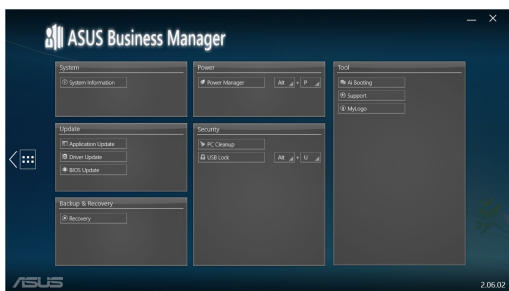 ASUS Business Manager
System
System Information
Power
Power Manager Alt + P
Tool
Ai Booting
Support
MyLogo
Update
Application Update
Driver Update
BIOS Update
Security
PC Cleanup
USB Lock Alt + U
Backup & Recovery
Recovery
ASUS
2.06.02